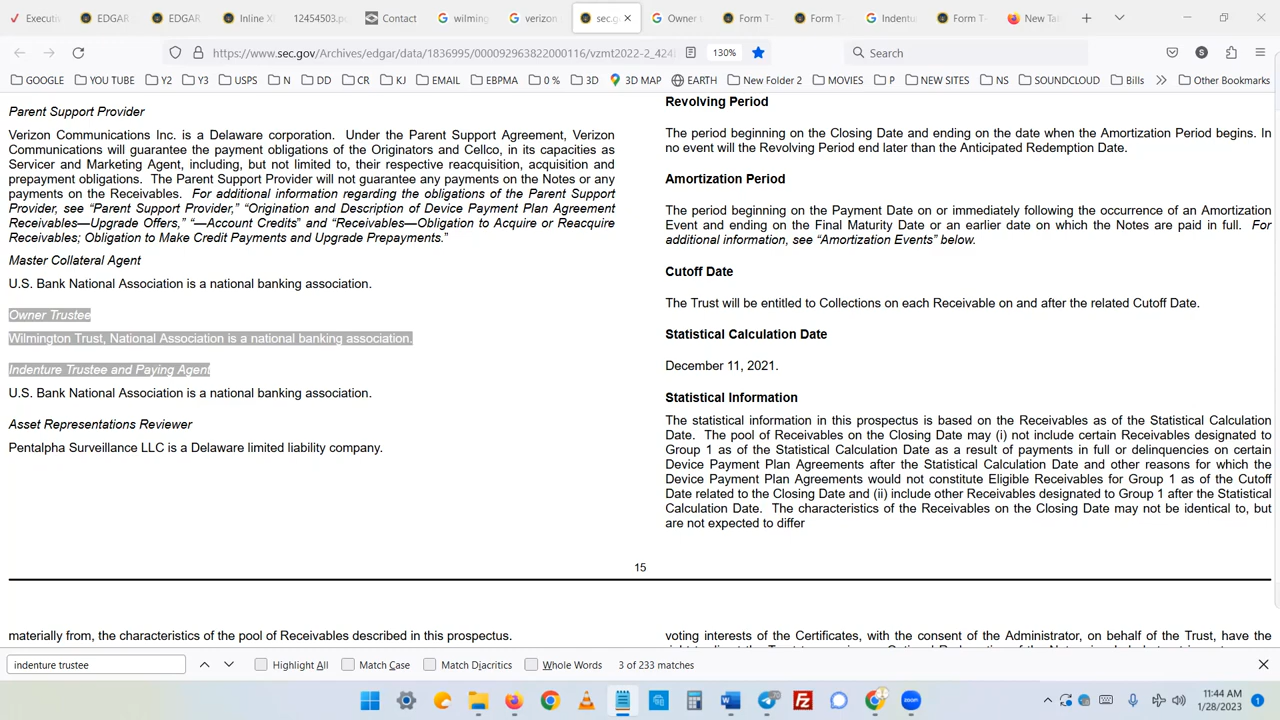 Executi
EDGAR
EDGAR
Inline X
12454503.p
Contact
wilming
verizon
sec.g
Owner t
Form T-
Form T-
Indentu
Form T-
New Tab
https://www.sec.gov/Archives/edgar/data/1836995/000092963822000116/vzmt2022-2_424
130%
Search
GOOGLE
YOU TUBE
Y2
Y3
USPS
N
DD
CR
KJ
EMAIL
EBPMA
0 %
3D
3D MAP
EARTH
New Folder 2
MOVIES
P
NEW SITES
NS
SOUNDCLOUD
Bills
Other Bookmarks
Parent Support Provider
Verizon Communications Inc. is a Delaware corporation. Under the Parent Support Agreement, Verizon
Communications will guarantee the payment obligations of the Originators and Cellco, in its capacities as
Servicer and Marketing Agent, including, but not limited to, their respective reacquisition, acquisition and
prepayment obligations. The Parent Support Provider will not guarantee any payments on the Notes or any
payments on the Receivables. For additional information regarding the obligations of the Parent Support
Provider, see “Parent Support Provider,” “Origination and Description of Device Payment Plan Agreement
Receivables—Upgrade Offers,” “—Account Credits” and “Receivables—Obligation to Acquire or Reacquire
Receivables; Obligation to Make Credit Payments and Upgrade Prepayments.”
Master Collateral Agent
U.S. Bank National Association is a national banking association.
Owner Trustee
Wilmington Trust, National Association is a national banking association.
Indenture Trustee and Paying Agent
U.S. Bank National Association is a national banking association.
Asset Representations Reviewer
Pentalpha Surveillance LLC is a Delaware limited liability company.
Revolving Period
The period beginning on the Closing Date and ending on the date when the Amortization Period begins. In
no event will the Revolving Period end later than the Anticipated Redemption Date.
Amortization Period
The period beginning on the Payment Date on or immediately following the occurrence of an Amortization
Event and ending on the Final Maturity Date or an earlier date on which the Notes are paid in full. For
additional information, see “Amortization Events” below.
Cutoff Date
The Trust will be entitled to Collections on each Receivable on and after the related Cutoff Date.
Statistical Calculation Date
December 11, 2021.
Statistical Information
The statistical information in this prospectus is based on the Receivables as of the Statistical Calculation
Date. The pool of Receivables on the Closing Date may (i) not include certain Receivables designated to
Group 1 as of the Statistical Calculation Date as a result of payments in full or delinquencies on certain
Device Payment Plan Agreements after the Statistical Calculation Date and other reasons for which the
Device Payment Plan Agreements would not constitute Eligible Receivables for Group 1 as of the Cutoff
Date related to the Closing Date and (ii) include other Receivables designated to Group 1 after the Statistical
Calculation Date. The characteristics of the Receivables on the Closing Date may not be identical to, but
are not expected to differ
15
materially from, the characteristics of the pool of Receivables described in this prospectus.
voting interests of the Certificates, with the consent of the Administrator, on behalf of the Trust, have the
indenture trustee
Highlight All
Match Case
Match Diacritics
Whole Words
3 of 233 matches
11:44 AM
1/28/2023